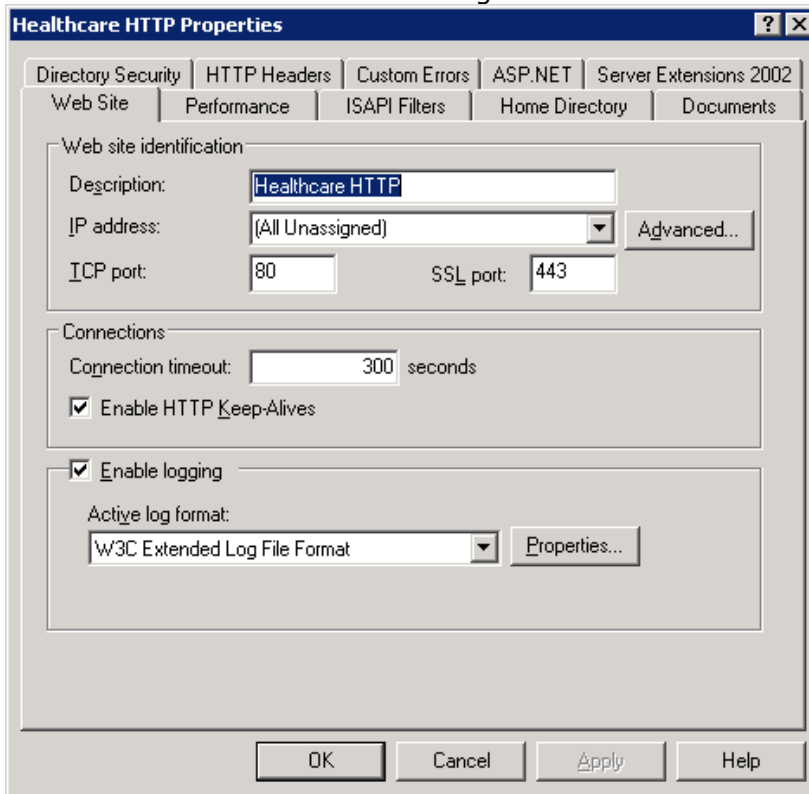 Healthcare HTTP Properties
Directory Security HTTP Headers Custom Errors ASP.NET Server Extensions 2002
Web Site Performance ISAPI Filters Home Directory Documents
Web site identification
Description: Healthcare HTTP
IP address: (All Unassigned) Advanced...
TCP port: 80 SSL port: 443
Connections
Connection timeout: 300 seconds
Enable HTTP Keep-Alives
Enable logging
Active log format:
W3C Extended Log File Format Properties...
OK Cancel Apply Help